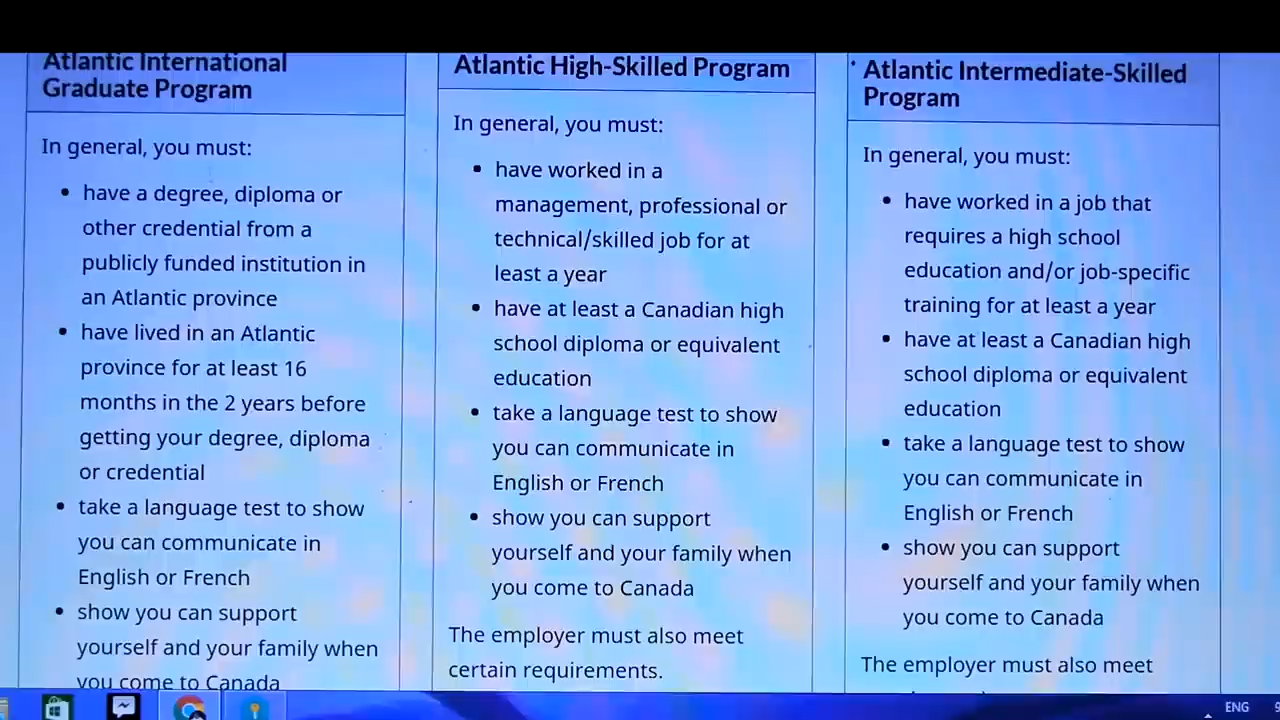 Atlantic International
Graduate Program
In general, you must:
• have a degree, diploma or
other credential from a
publicly funded institution in
an Atlantic province
• have lived in an Atlantic
province for at least 16
months in the 2 years before
getting your degree, diploma
or credential
• take a language test to show
you can communicate in
English or French
• show you can support
yourself and your family when
you come to Canada
Atlantic High-Skilled Program
In general, you must:
• have worked in a
management, professional or
technical/skilled job for at
least a year
• have at least a Canadian high
school diploma or equivalent
education
• take a language test to show
you can communicate in
English or French
• show you can support
yourself and your family when
you come to Canada
The employer must also meet
certain requirements.
Atlantic Intermediate-Skilled
Program
In general, you must:
• have worked in a job that
requires a high school
education and/or job-specific
training for at least a year
• have at least a Canadian high
school diploma or equivalent
education
• take a language test to show
you can communicate in
English or French
• show you can support
yourself and your family when
you come to Canada
The employer must also meet
ENG